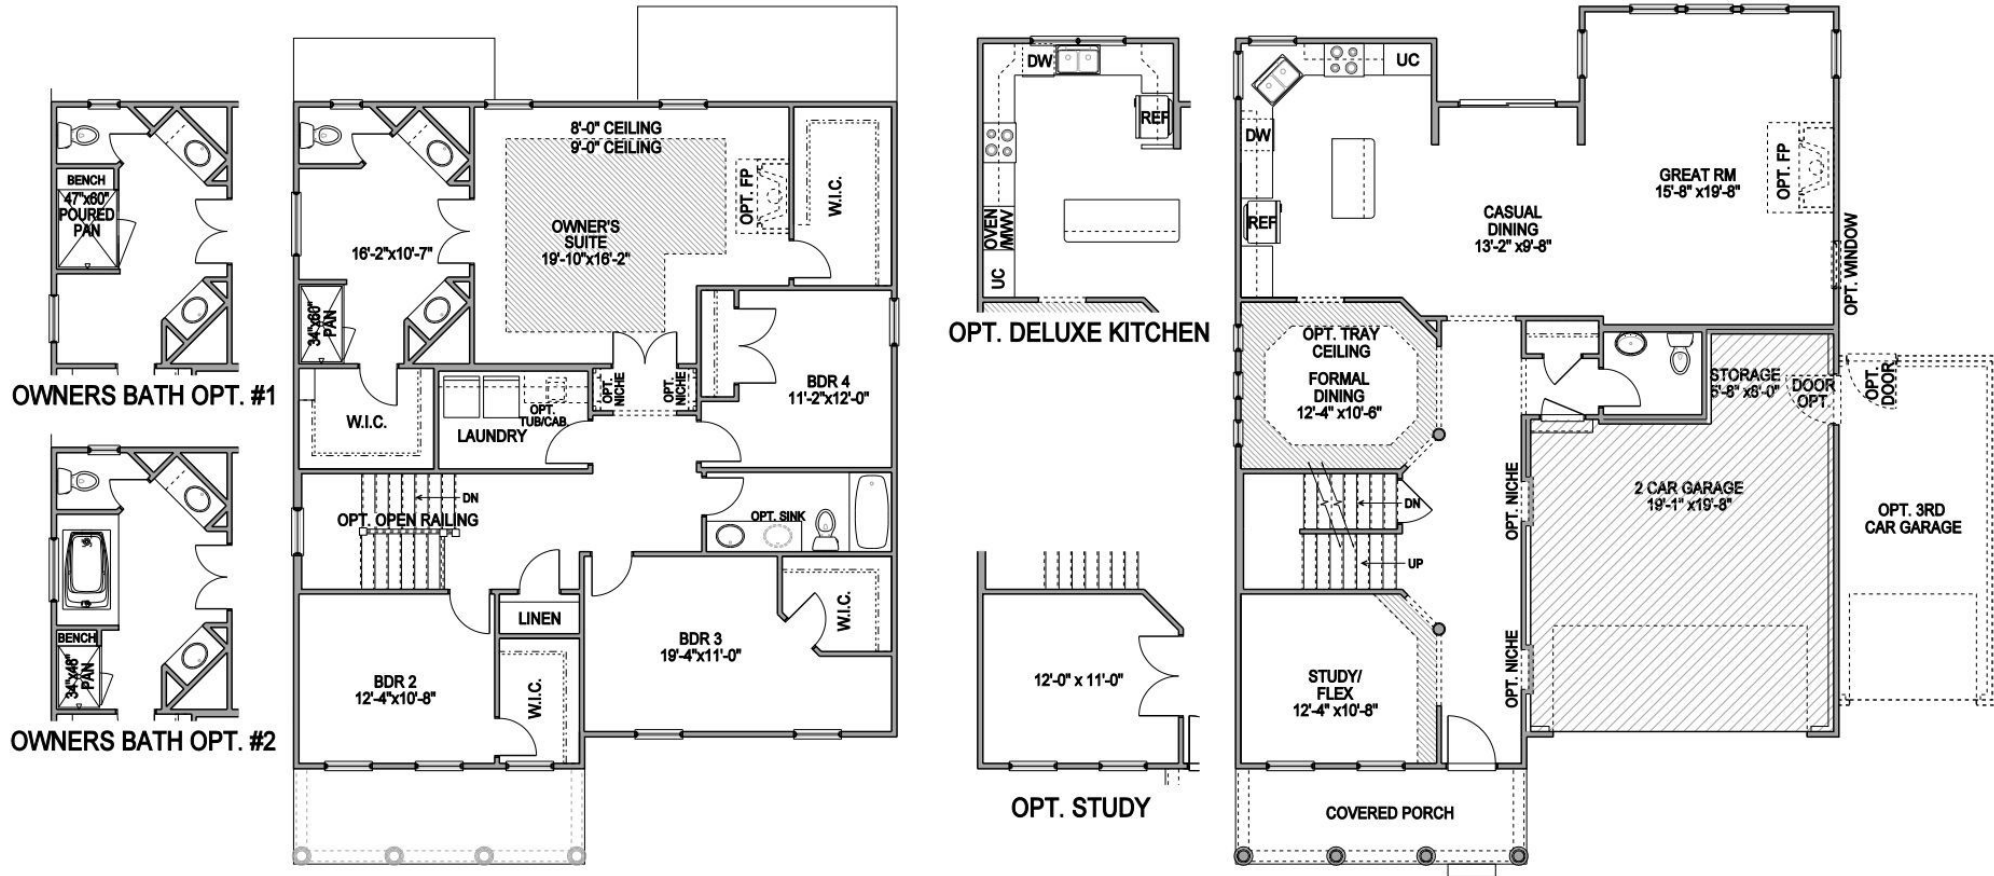 BENCH
47"x60"
POURED
PAN
OWNERS BATH OPT. #1
BENCH
34"x48"
PAN
OWNERS BATH OPT. #2
8'-0" CEILING
9'-0" CEILING
OWNER'S
SUITE
19'-10"x16'-2"
OPT. FP
W.I.C.
16'-2"x10'-7"
34"x60"
PAN
W.I.C.
LAUNDRY
OPT.
TUB/CAB.
OPT.
NICHE
OPT.
NICHE
BDR 4
11'-2"x12'-0"
DN
OPT. OPEN RAILING
OPT. SINK
LINEN
BDR 2
12'-4"x10'-8"
W.I.C.
BDR 3
19'-4"x11'-0"
W.I.C.
DW
REF
OVEN
/MWV
UC
OPT. DELUXE KITCHEN
12'-0" x 11'-0"
OPT. STUDY
UC
DW
REF
CASUAL
DINING
13'-2" x9'-8"
GREAT RM
15'-8" x19'-8"
OPT. FP
OPT. WINDOW
OPT. TRAY
CEILING
FORMAL
DINING
12'-4" x10'-6"
STORAGE
DOOR
OPT
OPT.
DOOR
DN
UP
OPT. NICHE
OPT. NICHE
2 CAR GARAGE
19'-1"x19'-8"
OPT. 3RD
CAR GARAGE
STUDY/
FLEX
12'-4" x10'-8"
COVERED PORCH